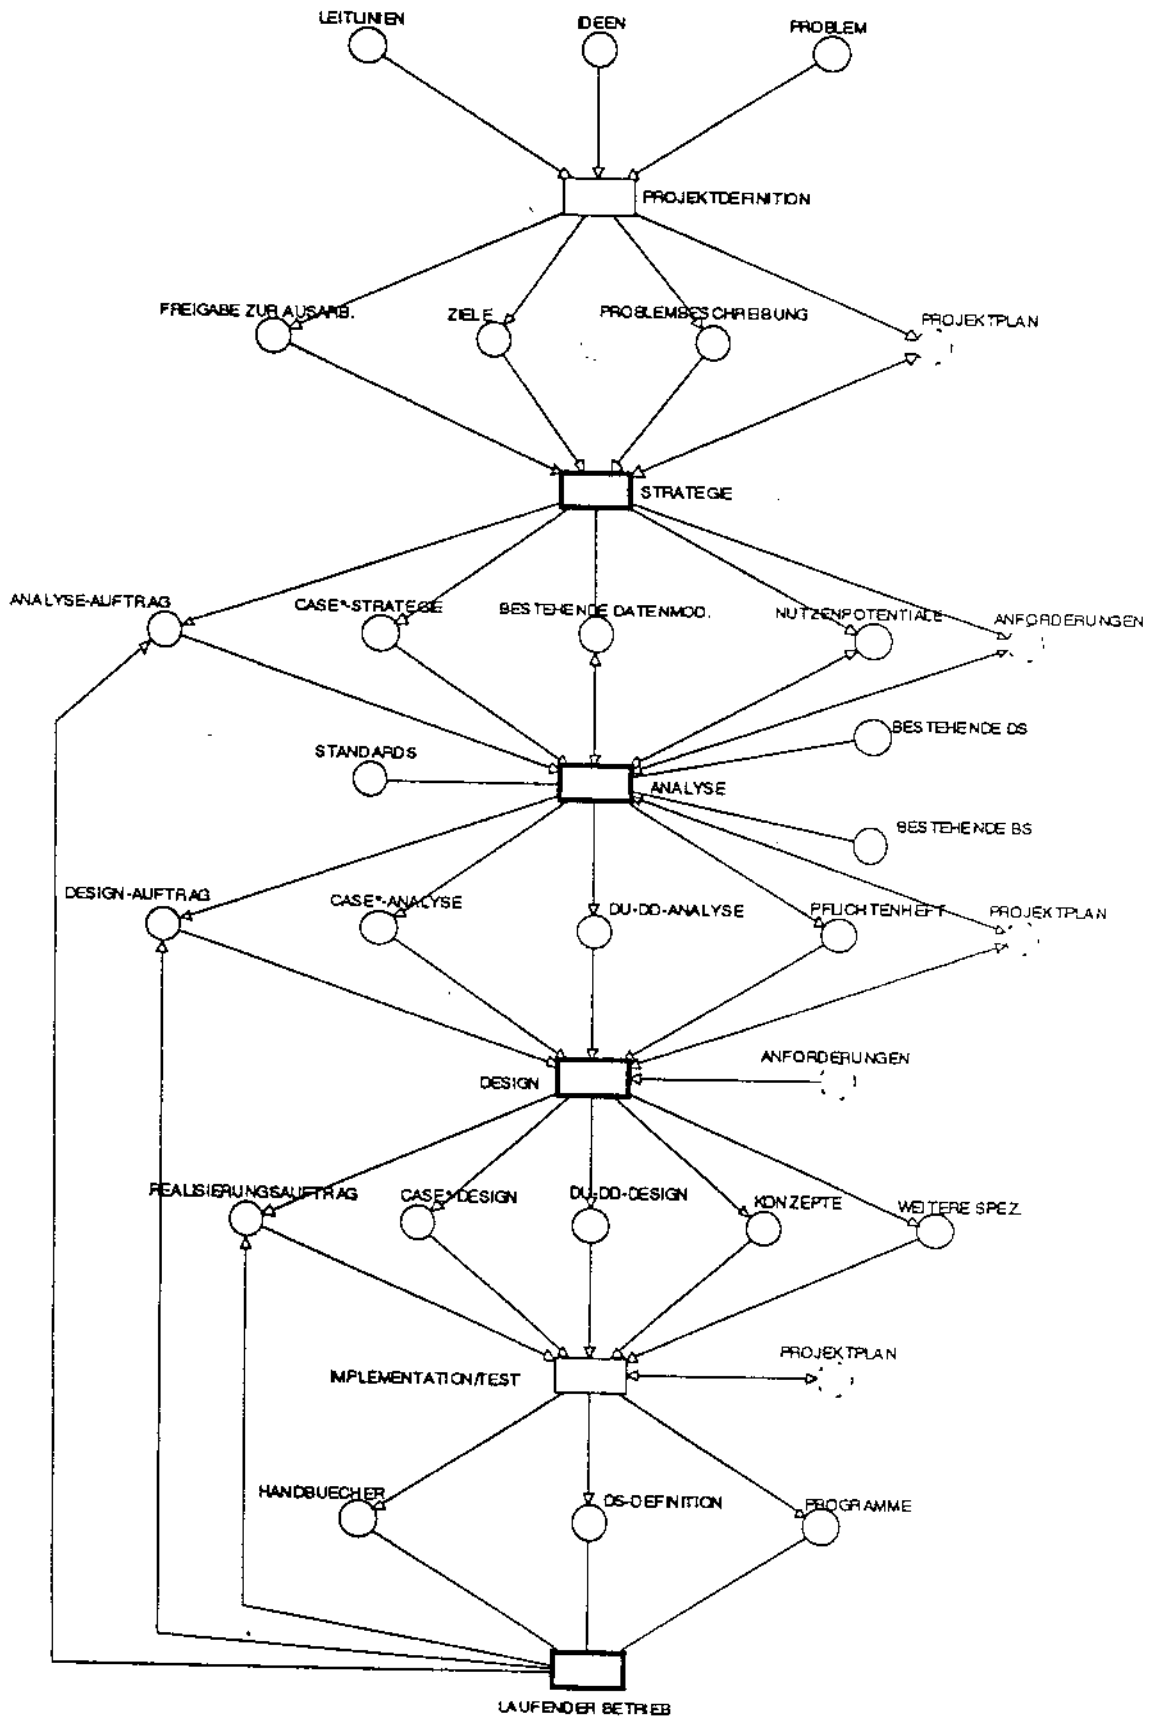 LEITLINIEN
IDEEN
PROBLEM
PROJEKTDEFINITION
FREIGABE ZUR AUSARB.
ZIELE
PROBLEMBESCHREIBUNG
PROJEKTPLAN
STRATEGIE
ANALYSE-AUFTRAG
CASE*-STRATEGIE
BESTEHENDE DATENMOD.
NUTZENPOTENTIALE
ANFORDERUNGEN
BESTEHENDE DS
STANDARDS
ANALYSE
BESTEHENDE BS
DESIGN-AUFTRAG
CASE*-ANALYSE
DU-DD-ANALYSE
PFLICHTENHEFT
PROJEKTPLAN
ANFORDERUNGEN
DESIGN
REALISIERUNGSAUFTRAG
CASE*-DESIGN
DU-DD-DESIGN
KONZEPTE
WEITERE SPEZ.
PROJEKTPLAN
IMPLEMENTATION/TEST
HANDBUECHER
DS-DEFINITION
PROGRAMME
LAUFENDER BETRIEB